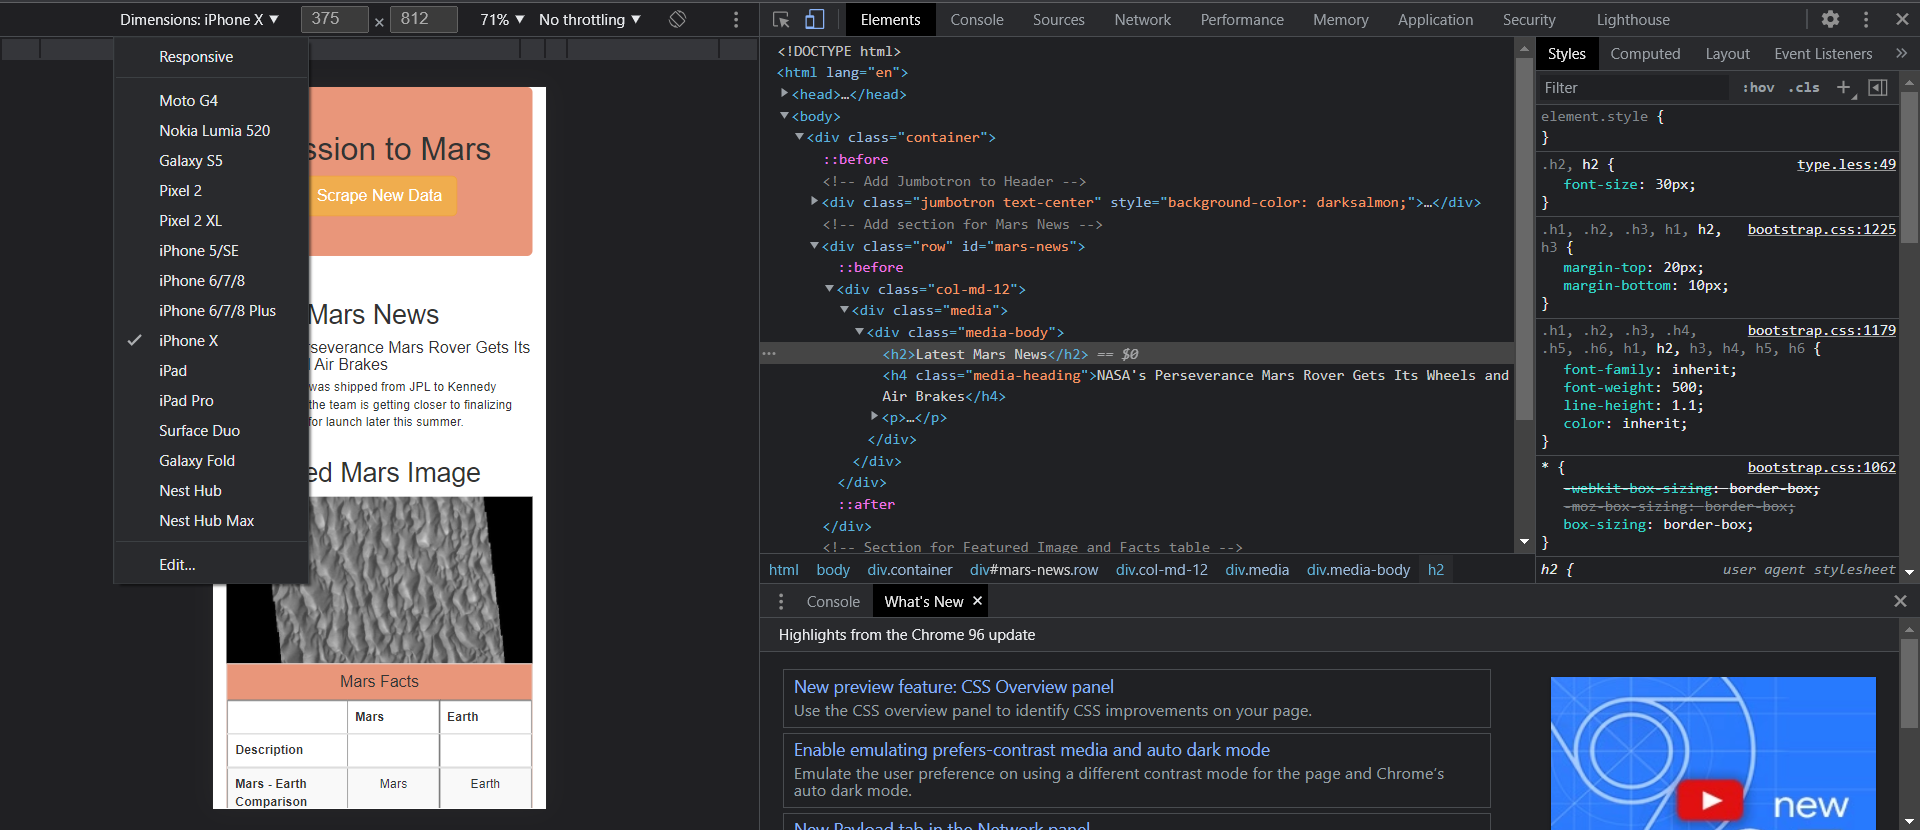 Dimensions: iPhone X ▼ 375 × 812 71% ▼ No throttling ▼
Responsive
Moto G4
Nokia Lumia 520
Galaxy S5
Pixel 2
Pixel 2 XL
iPhone 5/SE
iPhone 6/7/8
iPhone 6/7/8 Plus
iPhone X
iPad
iPad Pro
Surface Duo
Galaxy Fold
Nest Hub
Nest Hub Max
Edit...
ssion to Mars
Scrape New Data
Mars News
rseverance Mars Rover Gets Its
Air Brakes
was shipped from JPL to Kennedy
the team is getting closer to finalizing
for launch later this summer.
ed Mars Image
Mars Facts
Mars Earth
Description
Mars - Earth Mars Earth
Comparison
Elements Console Sources Network Performance Memory Application Security Lighthouse
<!DOCTYPE html>
<html lang="en">
<head>…</head>
<body>
<div class="container">
::before
<!-- Add Jumbotron to Header -->
<div class="jumbotron text-center" style="background-color: darksalmon;">…</div>
<!-- Add section for Mars News -->
<div class="row" id="mars-news">
::before
<div class="col-md-12">
<div class="media">
<div class="media-body">
<h2>Latest Mars News</h2> == $0
<h4 class="media-heading">NASA's Perseverance Mars Rover Gets Its Wheels and
Air Brakes</h4>
<p>…</p>
</div>
</div>
</div>
::after
</div>
<!-- Section for Featured Image and Facts table -->
html body div.container div#mars-news.row div.col-md-12 div.media div.media-body h2
Styles Computed Layout Event Listeners »
Filter :hov .cls +
element.style {
}
.h2, h2 { type.less:49
font-size: 30px;
}
.h1, .h2, .h3, h1, h2, bootstrap.css:1225
h3 {
margin-top: 20px;
margin-bottom: 10px;
}
.h1, .h2, .h3, .h4, bootstrap.css:1179
.h5, .h6, h1, h2, h3, h4, h5, h6 {
font-family: inherit;
font-weight: 500;
line-height: 1.1;
color: inherit;
}
* { bootstrap.css:1062
-webkit-box-sizing: border-box;
-moz-box-sizing: border-box;
box-sizing: border-box;
}
h2 { user agent stylesheet
Console What's New ×
Highlights from the Chrome 96 update
New preview feature: CSS Overview panel
Use the CSS overview panel to identify CSS improvements on your page.
Enable emulating prefers-contrast media and auto dark mode
Emulate the user preference on using a different contrast mode for the page and Chrome's
auto dark mode.
New Payload tab in the Network panel
new